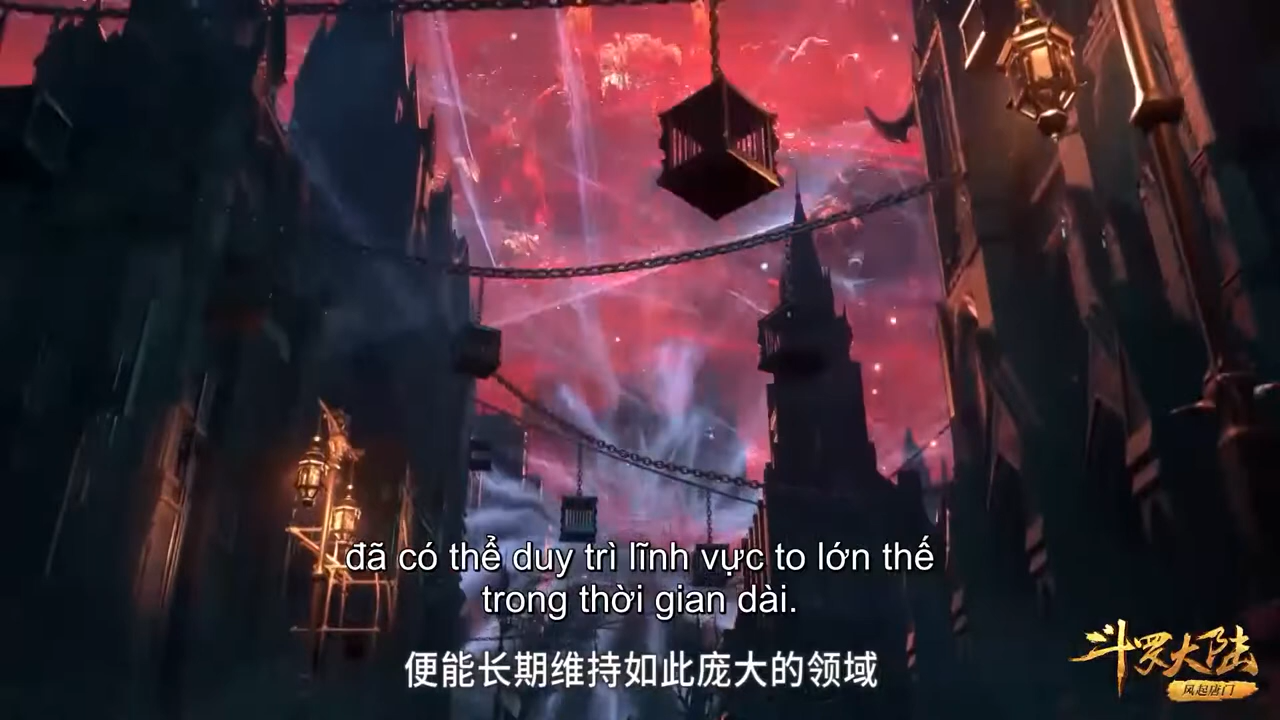 đã có thể duy trì lĩnh vực to lớn thế
trong thời gian dài.
便能长期维持如此庞大的领域
斗罗大陆
风起唐门